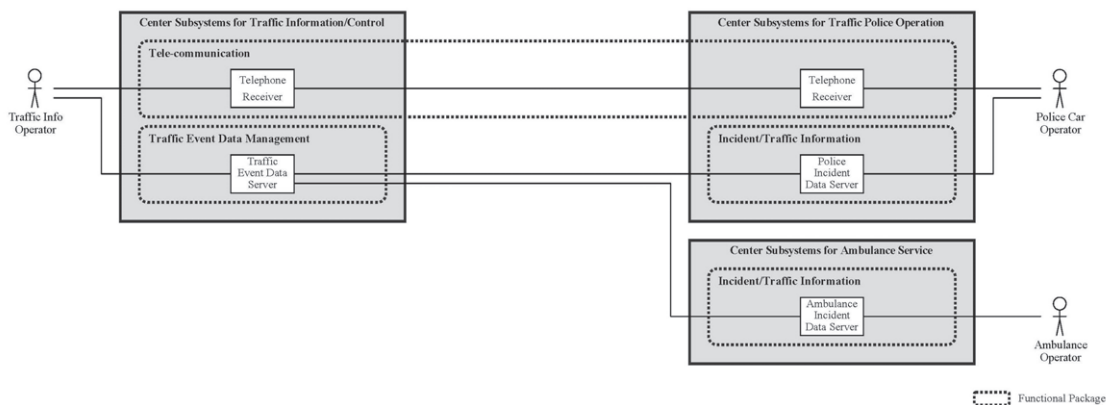 Center Subsystems for Traffic Information/Control
Center Subsystems for Traffic Police Operation
Tele-communication
Telephone
Receiver
Telephone
Receiver
Traffic Info
Operator
Police Car
Operator
Traffic Event Data Management
Incident/Traffic Information
Traffic
Event Data
Server
Police
Incident
Data Server
Center Subsystems for Ambulance Service
Incident/Traffic Information
Ambulance
Incident
Data Server
Ambulance
Operator
Functional Package